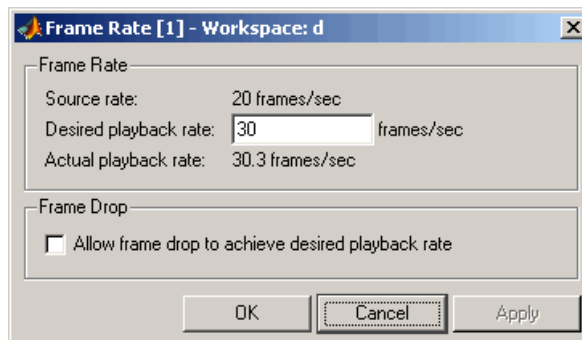 Frame Rate [1] - Workspace: d
Frame Rate
Source rate: 20 frames/sec
Desired playback rate: 30 frames/sec
Actual playback rate: 30.3 frames/sec
Frame Drop
Allow frame drop to achieve desired playback rate
OK Cancel Apply